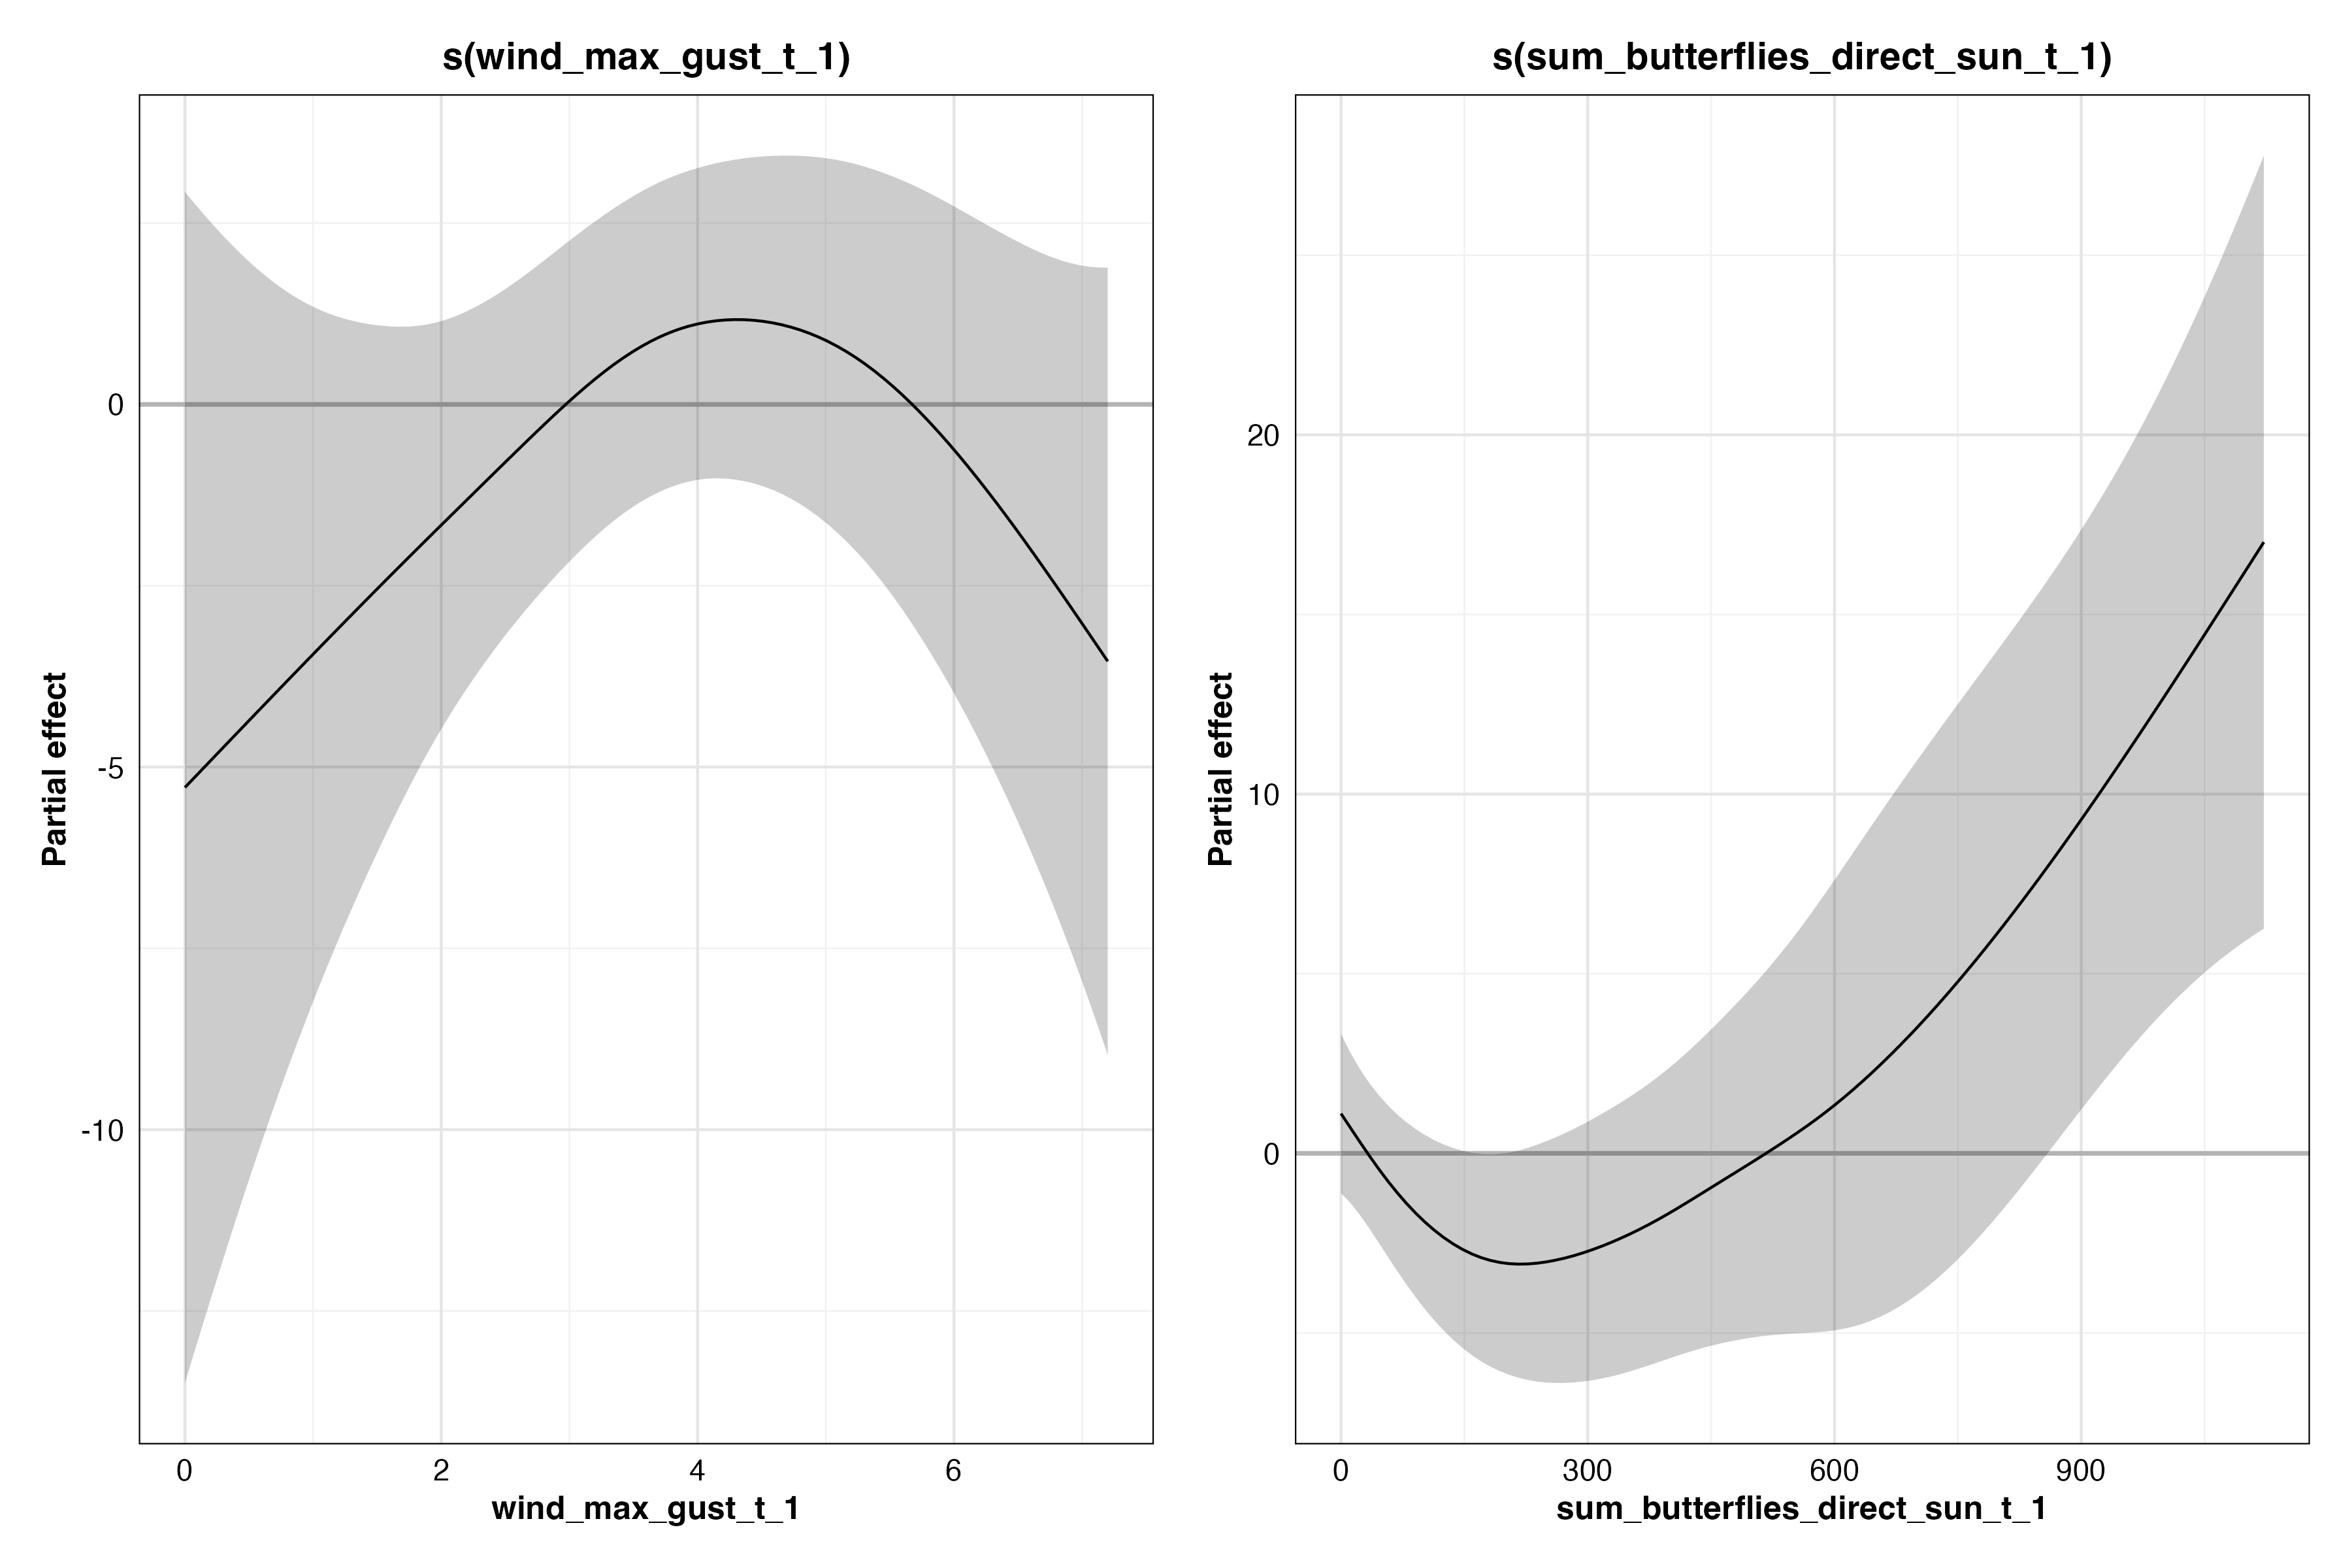 s(wind_max_gust_t_1)
Partial effect
0
-5
-10
0
2
4
6
wind_max_gust_t_1
s(sum_butterflies_direct_sun_t_1)
Partial effect
20
10
0
0
300
600
900
sum_butterflies_direct_sun_t_1